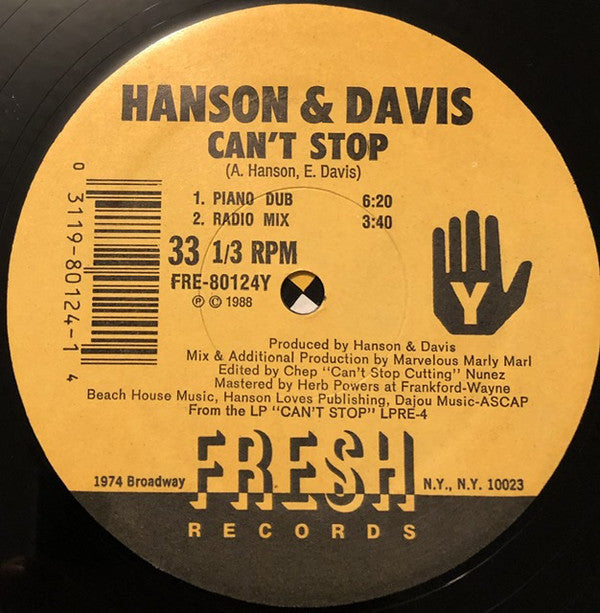 HANSON & DAVIS
CAN'T STOP
(A. Hanson, E. Davis)
1. PIANO DUB 6:20
2. RADIO MIX 3:40
33 1/3 RPM
FRE-80124Y
℗ © 1988
0 3119-80124-1 4
Y
Produced by Hanson & Davis
Mix & Additional Production by Marvelous Marly Marl
Edited by Chep "Can't Stop Cutting" Nunez
Mastered by Herb Powers at Frankford-Wayne
Beach House Music, Hanson Loves Publishing, Dajou Music-ASCAP
From the LP "CAN'T STOP" LPRE-4
1974 Broadway FRESH N.Y., N.Y. 10023
RECORDS